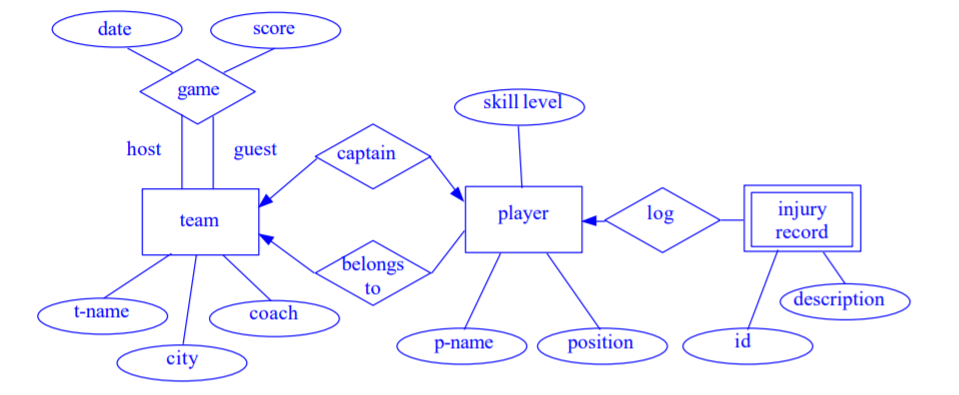 date
score
game
skill level
host
guest
captain
team
player
log
injury
record
belongs
to
t-name
city
coach
p-name
position
id
description